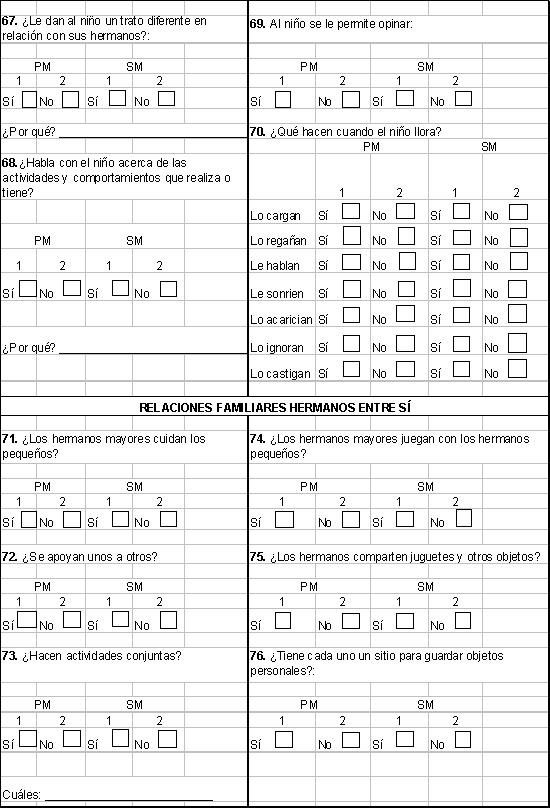 67. ¿Le dan al niño un trato diferente en
relación con sus hermanos?:
PM SM
1 2 1 2
Sí No Sí No
¿Por qué?
68.¿Habla con el niño acerca de las
actividades y comportamientos que realiza o
tiene?
PM SM
1 2 1 2
Sí No Sí No
¿Por qué?
69. Al niño se le permite opinar:
PM SM
1 2 1 2
Sí No Sí No
70. ¿Qué hacen cuando el niño llora?
PM SM
1 2 1 2
Lo cargan Sí No Sí No
Lo regañan Sí No Sí No
Le hablan Sí No Sí No
Le sonrien Sí No Sí No
Lo acarician Sí No Sí No
Lo ignoran Sí No Sí No
Lo castigan Sí No Sí No
RELACIONES FAMILIARES HERMANOS ENTRE SÍ
71. ¿Los hermanos mayores cuidan los
pequeños?
PM SM
1 2 1 2
Sí No Sí No
72. ¿Se apoyan unos a otros?
PM SM
1 2 1 2
Sí No Sí No
73. ¿Hacen actividades conjuntas?
PM SM
1 2 1 2
Sí No Sí No
Cuáles:
74. ¿Los hermanos mayores juegan con los hermanos
pequeños?
PM SM
1 2 1 2
Sí No Sí No
75. ¿Los hermanos comparten juguetes y otros objetos?
PM SM
1 2 1 2
Sí No Sí No
76. ¿Tiene cada uno un sitio para guardar objetos
personales?:
PM SM
1 2 1 2
Sí No Sí No